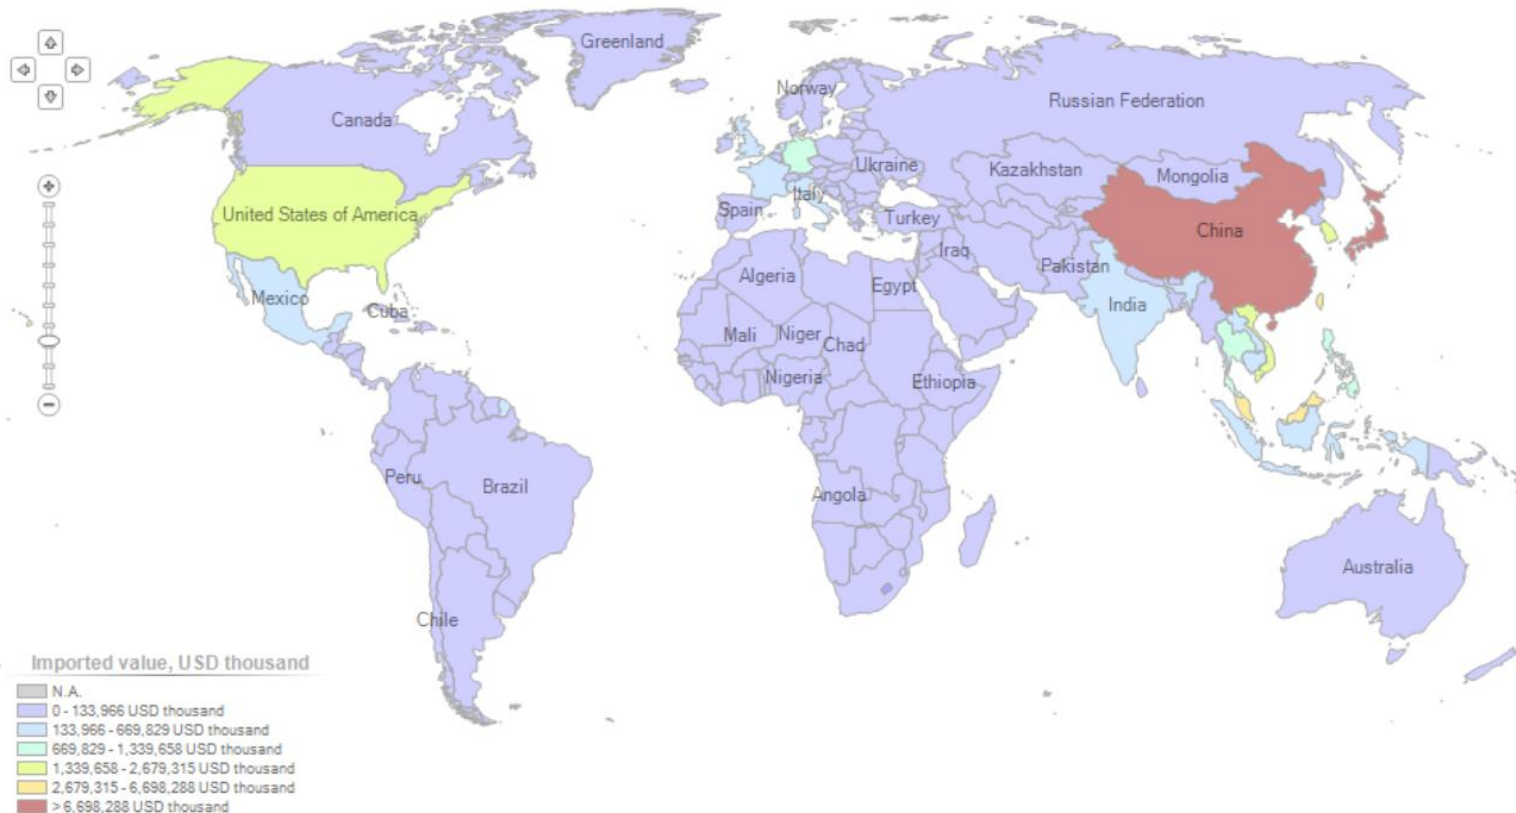 Greenland
Norway
Russian Federation
Canada
Ukraine
Kazakhstan
Mongolia
Italy
United States of America
Spain
Turkey
China
Iraq
Pakistan
Algeria
Egypt
Mexico
India
Cuba
Mali
Niger
Chad
Nigeria
Ethiopia
Peru
Brazil
Angola
Australia
Chile
Imported value, USD thousand
N.A.
0 - 133,966 USD thousand
133,966 - 669,829 USD thousand
669,829 - 1,339,658 USD thousand
1,339,658 - 2,679,315 USD thousand
2,679,315 - 6,698,288 USD thousand
> 6,698,288 USD thousand